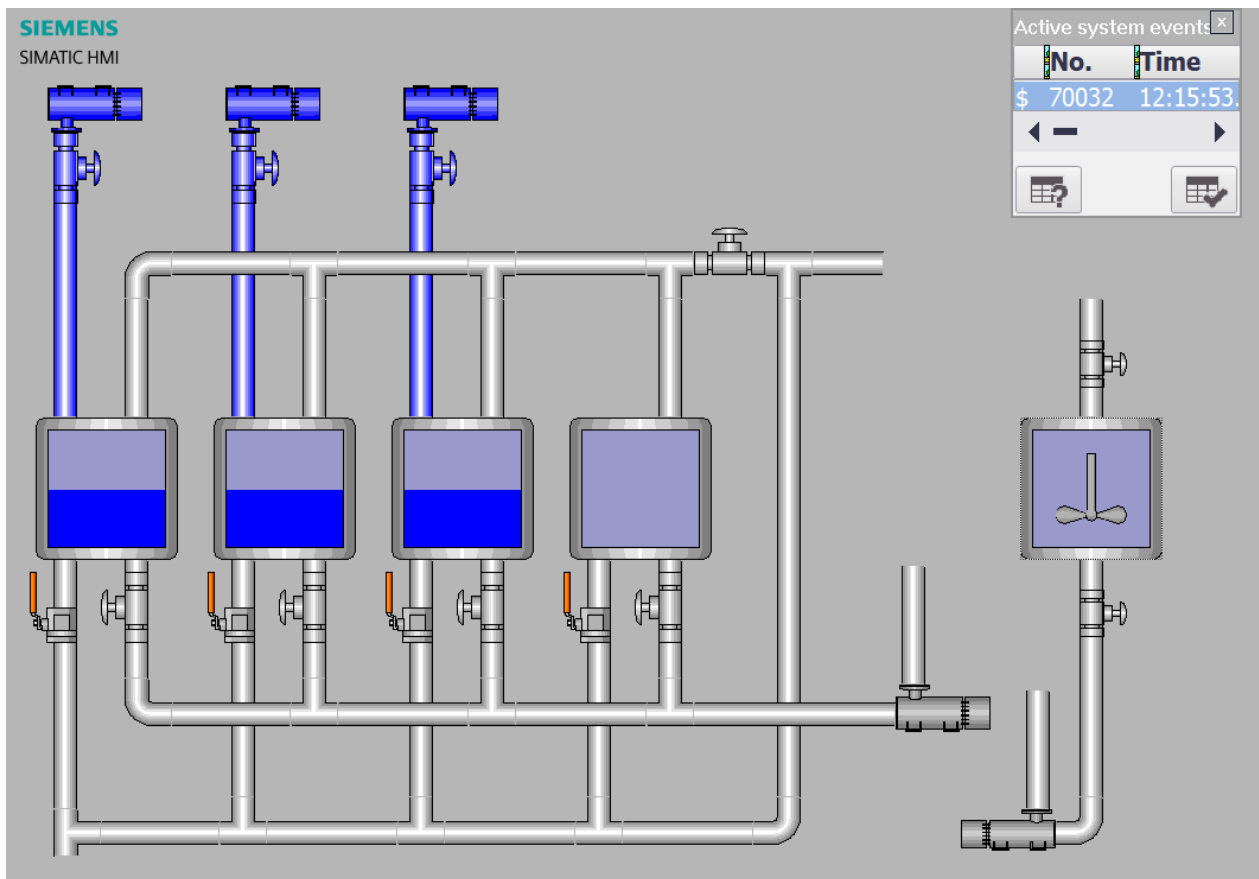 SIEMENS
SIMATIC HMI
Active system events
x
No. Time
$ 70032 12:15:53.
?